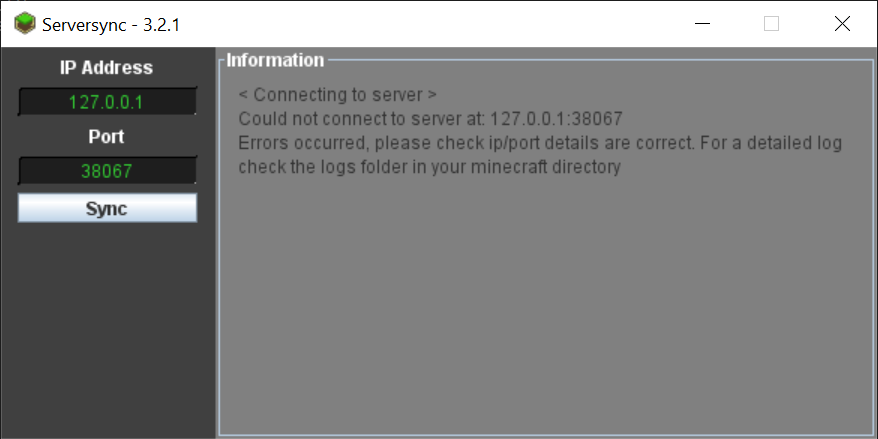 Serversync - 3.2.1
IP Address
127.0.0.1
Port
38067
Sync
Information
< Connecting to server >
Could not connect to server at: 127.0.0.1:38067
Errors occurred, please check ip/port details are correct. For a detailed log
check the logs folder in your minecraft directory